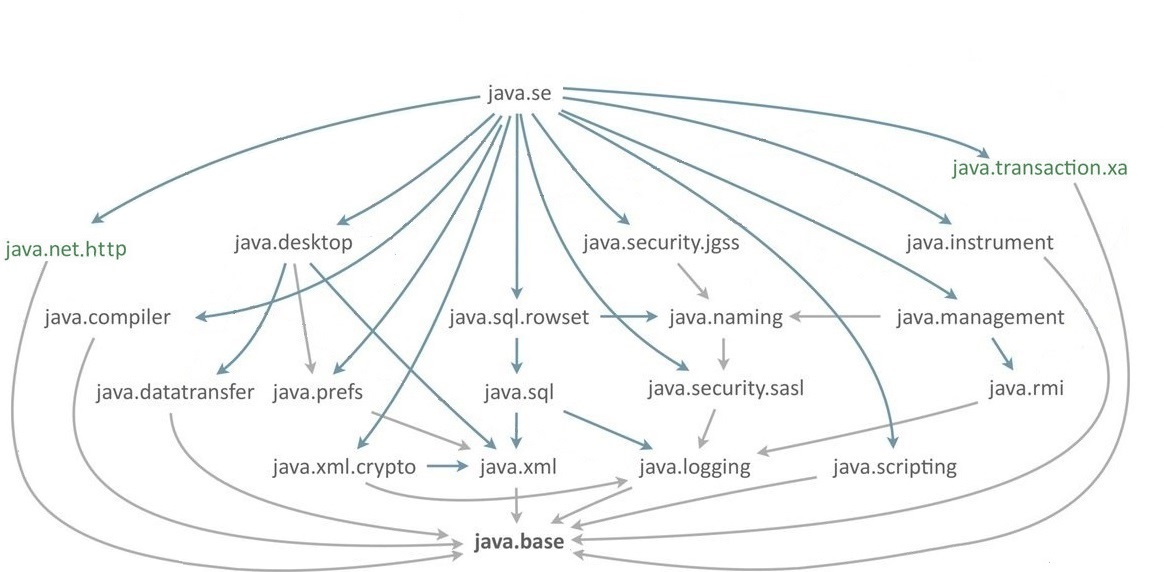 java.se
java.transaction.xa
java.net.http
java.desktop
java.security.jgss
java.instrument
java.compiler
java.sql.rowset
java.naming
java.management
java.datatransfer
java.prefs
java.sql
java.security.sasl
java.rmi
java.xml.crypto
java.xml
java.logging
java.scripting
java.base